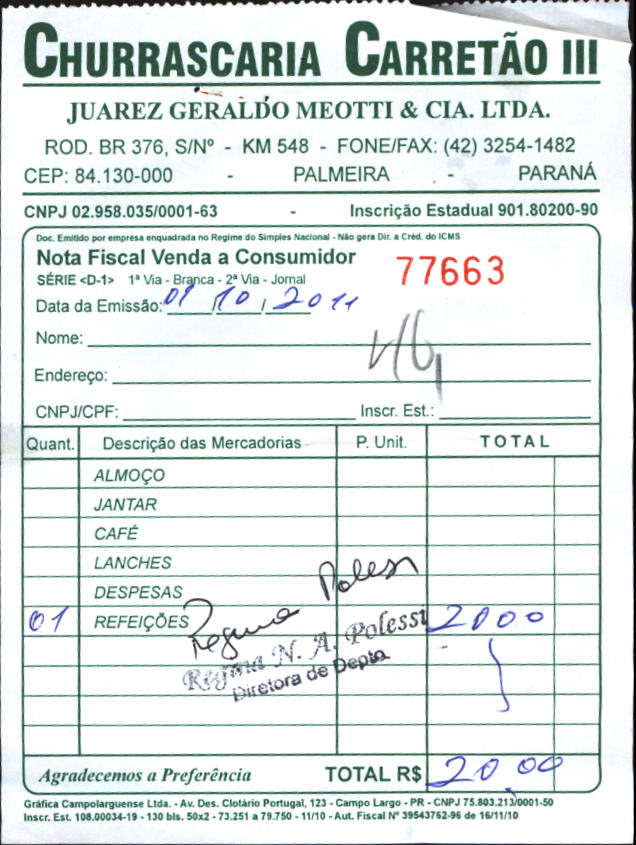 CHURRASCARIA CARRETÃO III
JUAREZ GERALDO MEOTTI & CIA. LTDA.
ROD. BR 376, S/Nº - KM 548 - FONE/FAX: (42) 3254-1482
CEP: 84.130-000 - PALMEIRA - PARANÁ
CNPJ 02.958.035/0001-63 - Inscrição Estadual 901.80200-90
Doc. Emitido por empresa enquadrada no Regime do Simples Nacional - Não gera Dir. a Créd. do ICMS
Nota Fiscal Venda a Consumidor 77663
SÉRIE <D-1> 1ª Via - Branca - 2ª Via - Jornal
Data da Emissão: 01 / 10 / 2011
Nome:
Endereço:
CNPJ/CPF: Inscr. Est.:
Quant. Descrição das Mercadorias P. Unit. TOTAL
ALMOÇO
JANTAR
CAFÉ
LANCHES
DESPESAS
01 REFEIÇÕES 20 00
Regina Polessi
Regina N. A. Polessi
Diretora de Depto.
Agradecemos a Preferência TOTAL R$ 20 00
Gráfica Campolarguense Ltda. - Av. Des. Clotário Portugal, 123 - Campo Largo - PR - CNPJ 75.803.213/0001-50
Inscr. Est. 108.00034-19 - 130 bls. 50x2 - 73.251 a 79.750 - 11/10 - Aut. Fiscal Nº 39543762-96 de 16/11/10